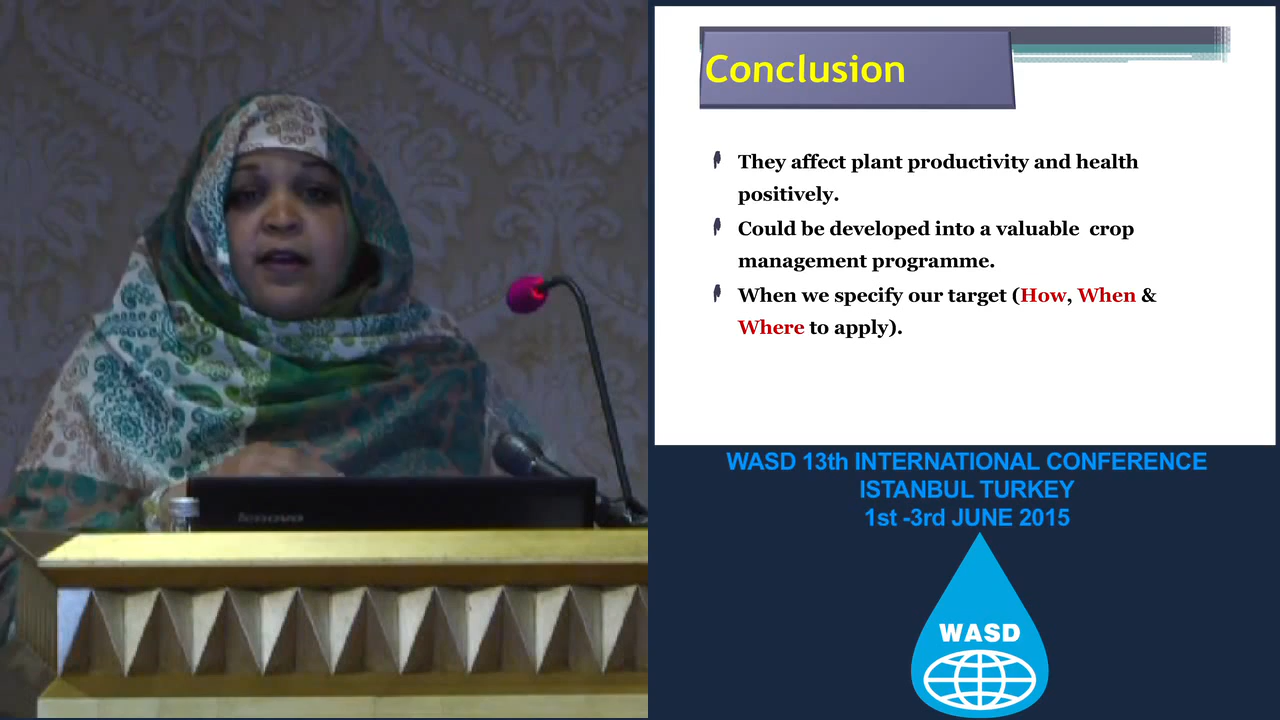 Conclusion
They affect plant productivity and health
positively.
Could be developed into a valuable crop
management programme.
When we specify our target (How, When &
Where to apply).
WASD 13th INTERNATIONAL CONFERENCE
ISTANBUL TURKEY
1st -3rd JUNE 2015
WASD
lenovo